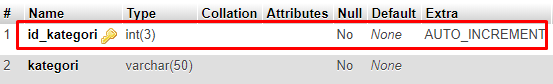 # Name Type Collation Attributes Null Default Extra
1 id_kategori int(3) No None AUTO_INCREMENT
2 kategori varchar(50) No None